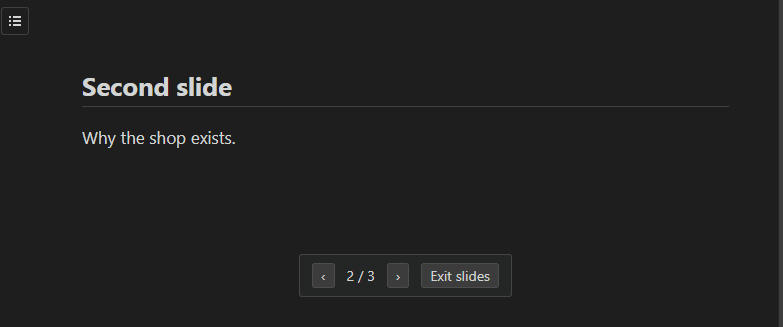 Second slide
Why the shop exists.
‹ 2 / 3 › Exit slides